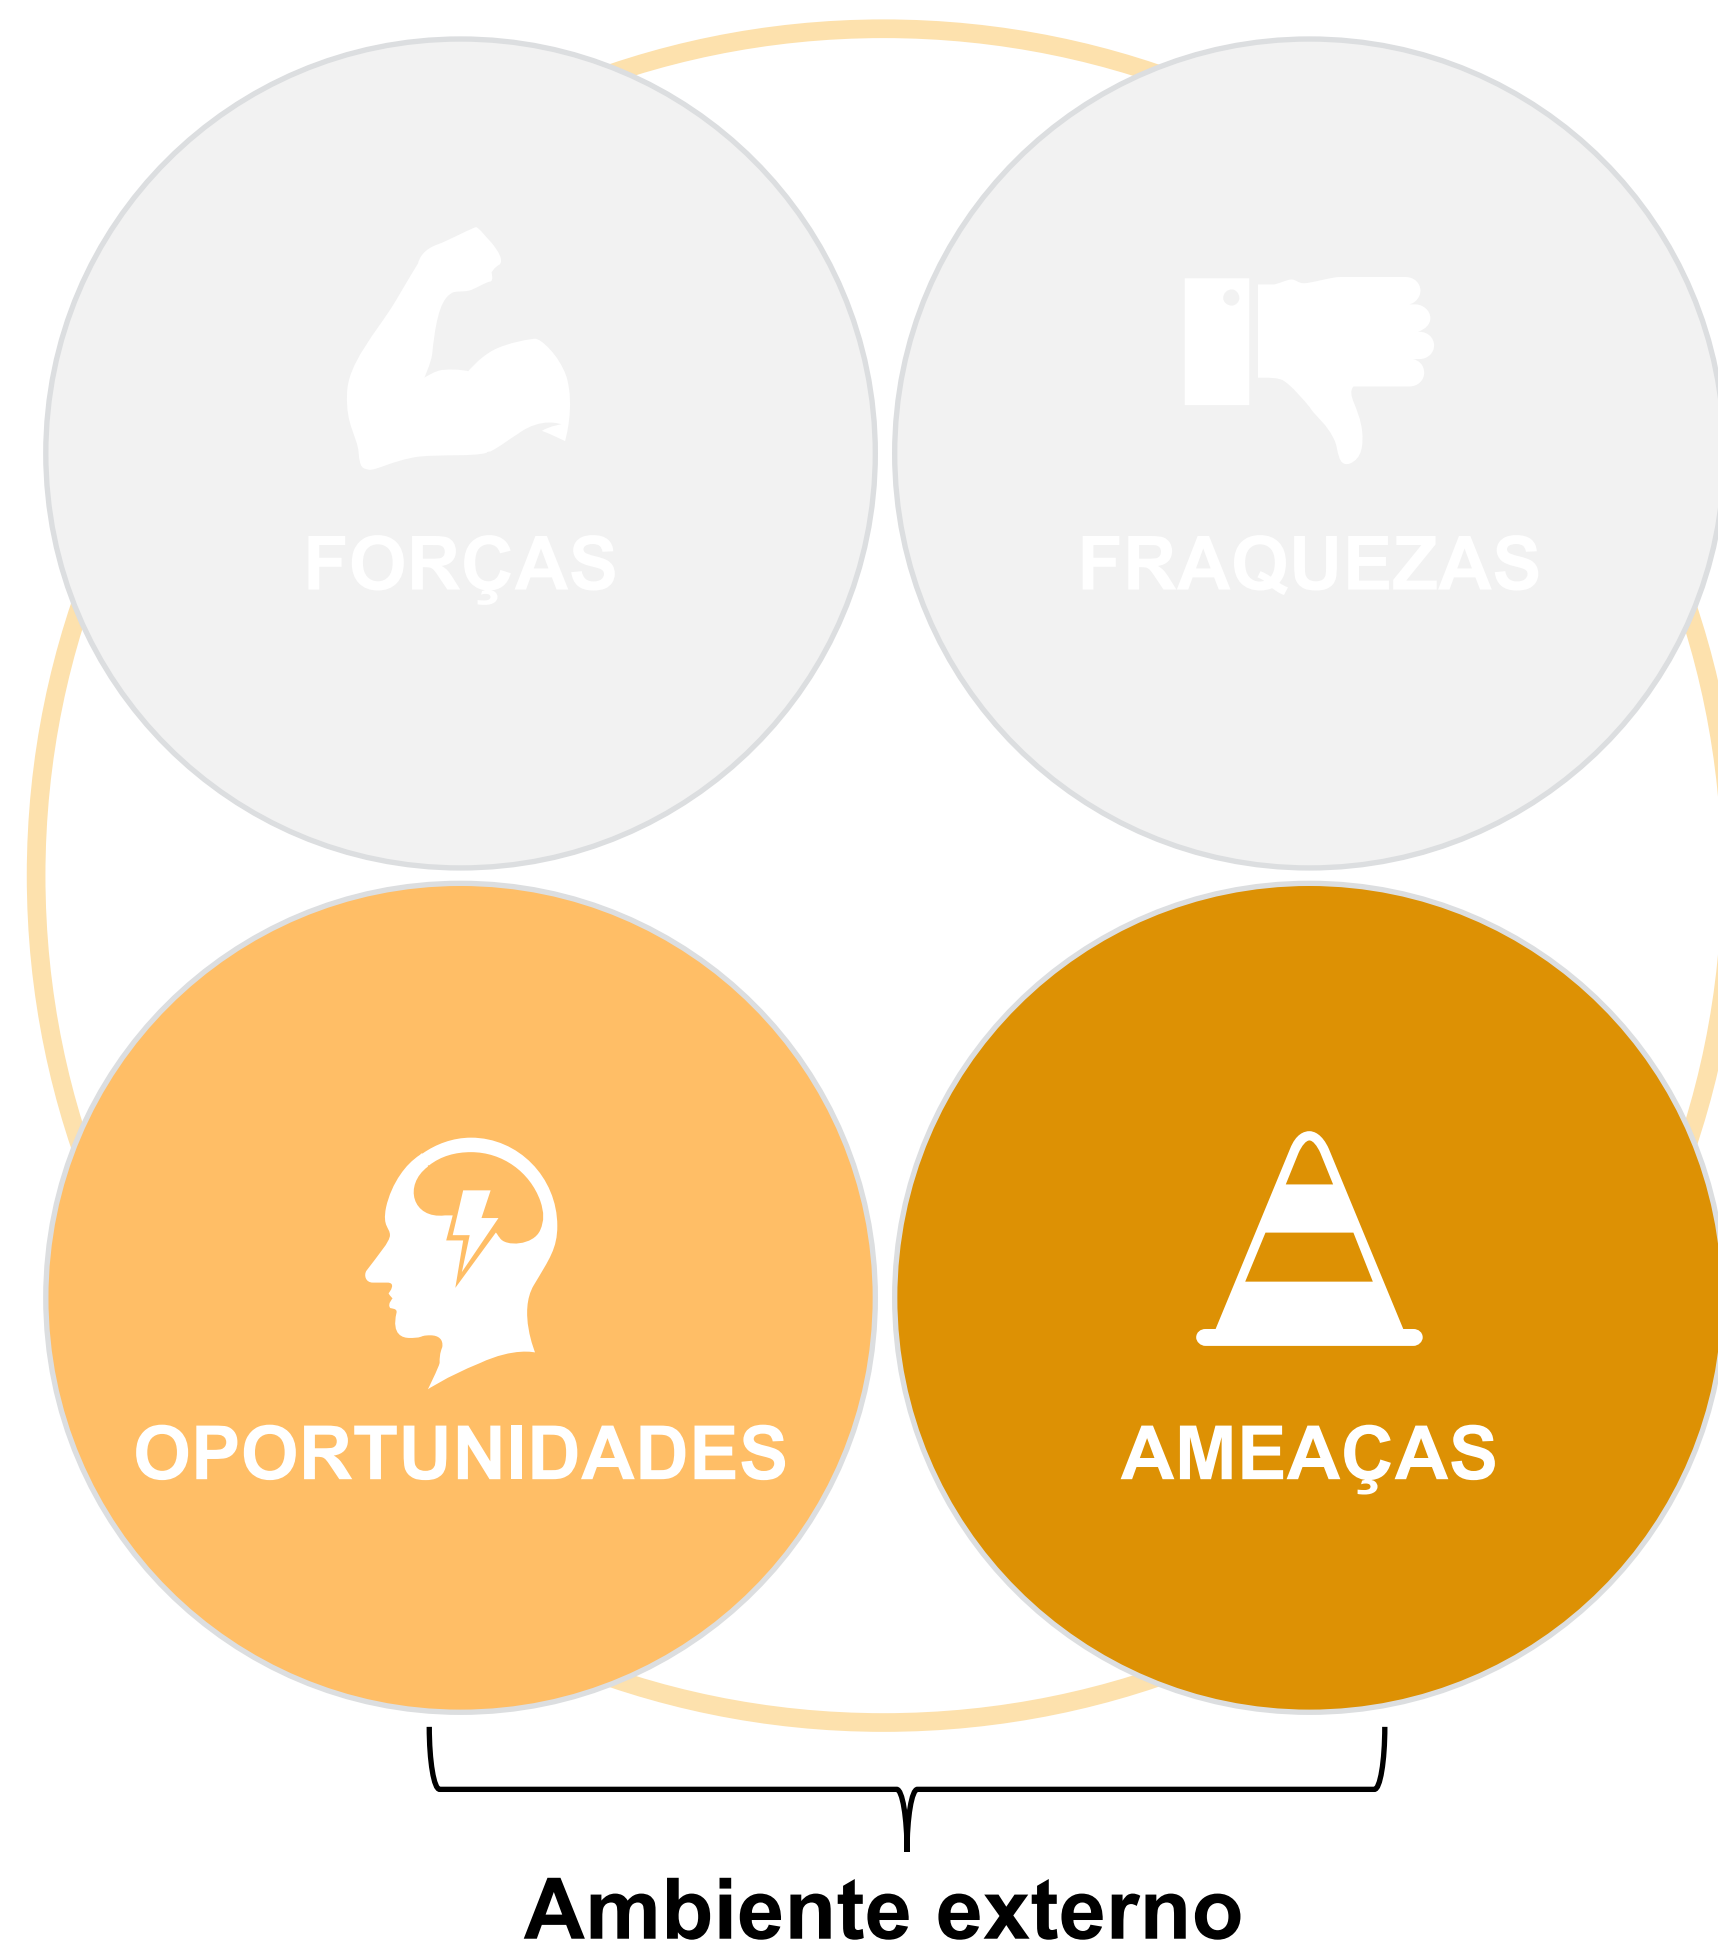 FORÇAS
FRAQUEZAS
OPORTUNIDADES
AMEAÇAS
Ambiente externo